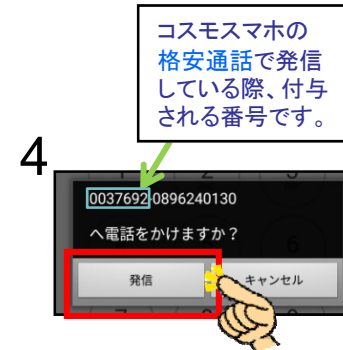 コスモスマホの
格安通話で発信
している際、付与
される番号です。
4
0037692-0896240130
へ電話をかけますか？
発信
キャンセル